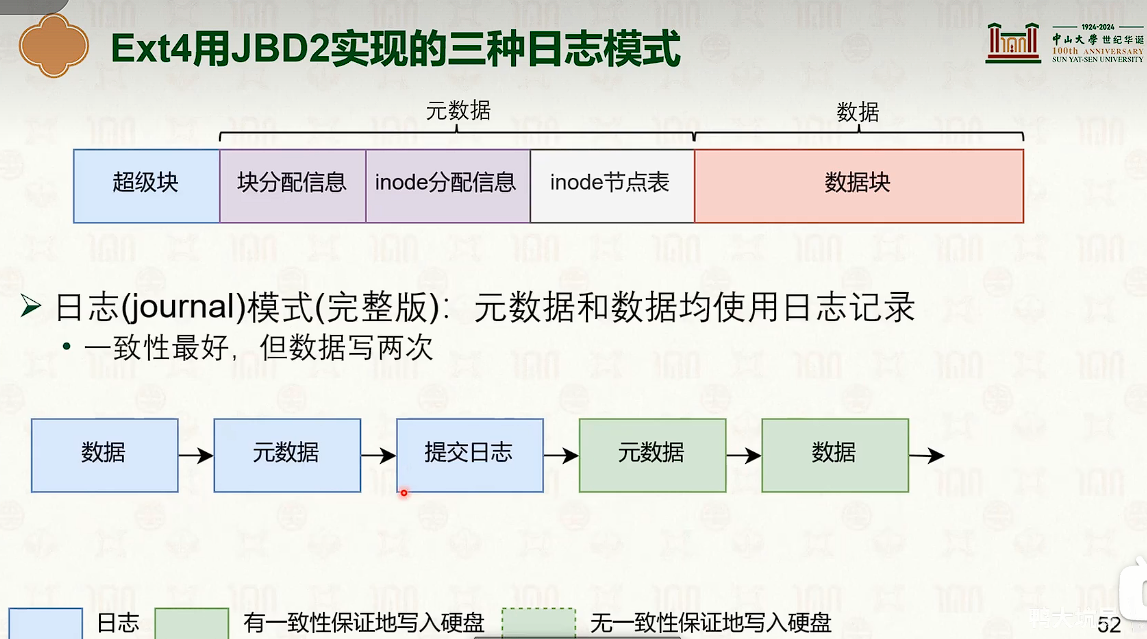 Ext4用JBD2实现的三种日志模式
1924-2024
中山大学 世纪华诞
100th ANNIVERSARY
SUN YAT-SEN UNIVERSITY
元数据
数据
超级块
块分配信息
inode分配信息
inode节点表
数据块
日志(journal)模式(完整版)：元数据和数据均使用日志记录
一致性最好，但数据写两次
数据
元数据
提交日志
元数据
数据
日志
有一致性保证地写入硬盘
无一致性保证地写入硬盘
52